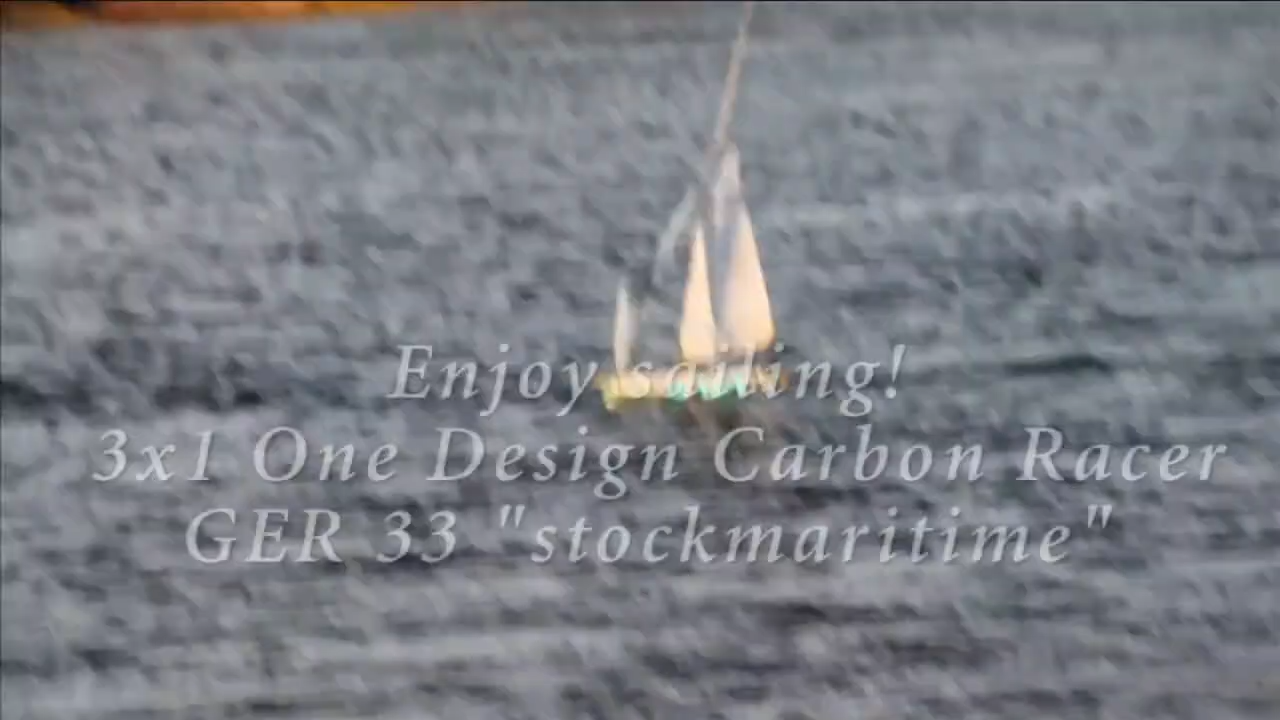 Enjoy sailing!
3x1 One Design Carbon Racer
GER 33 "stockmaritime"